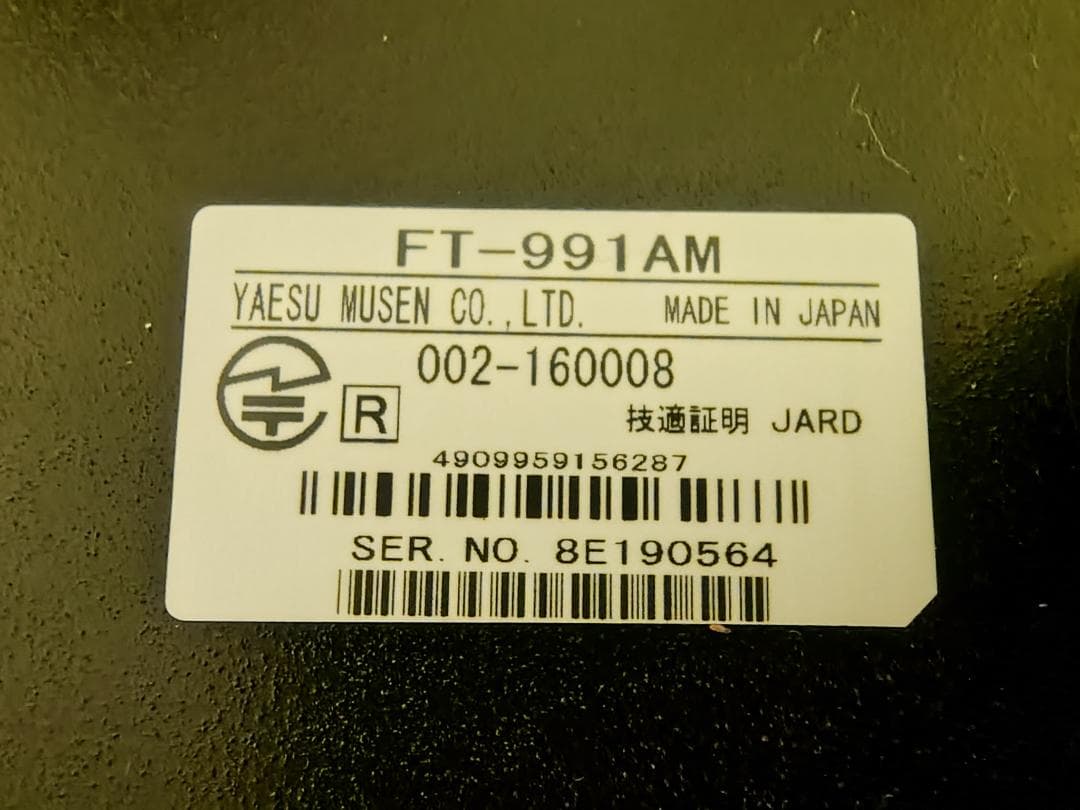 FT-991AM
YAESU MUSEN CO.,LTD. MADE IN JAPAN
002-160008
R
技適証明 JARD
4909959156287
SER. NO. 8E190564